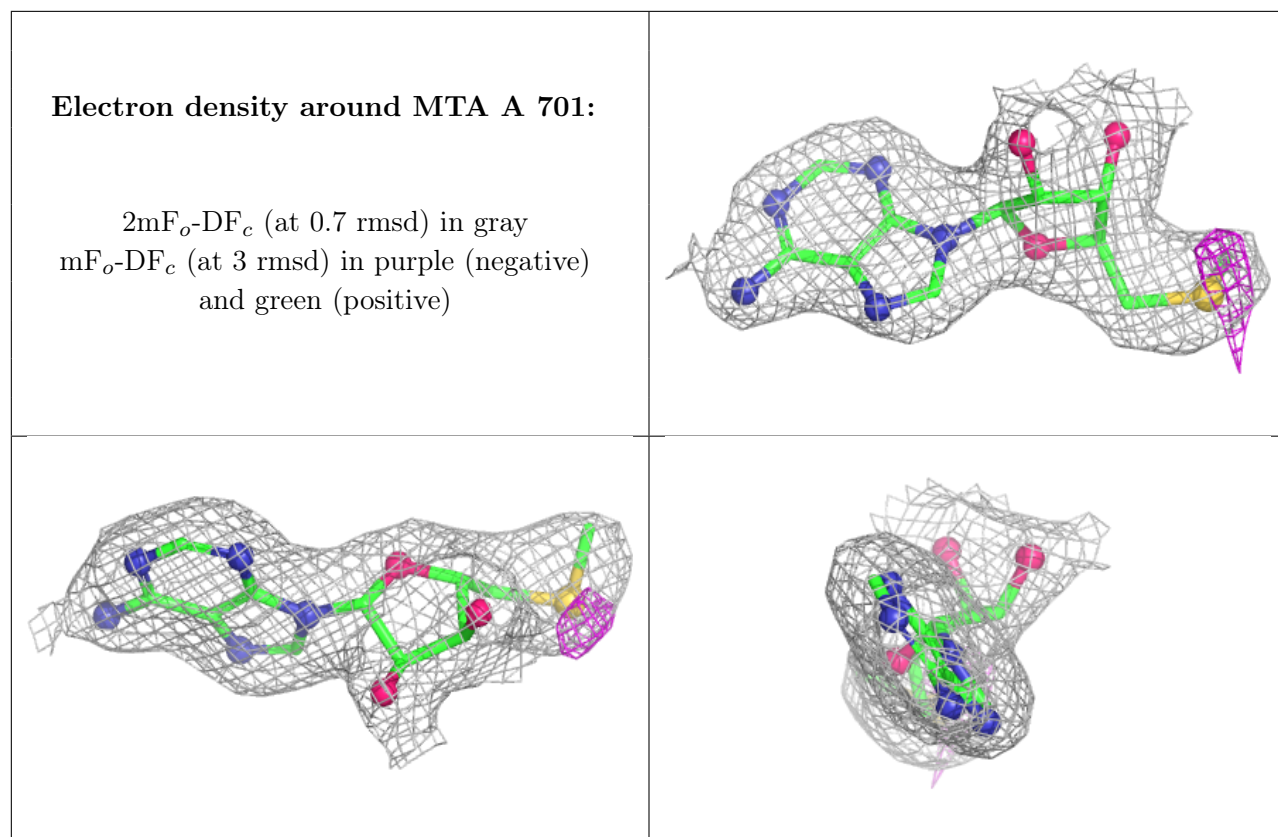 Electron density around MTA A 701:
2mFo-DFc (at 0.7 rmsd) in gray
mFo-DFc (at 3 rmsd) in purple (negative)
and green (positive)